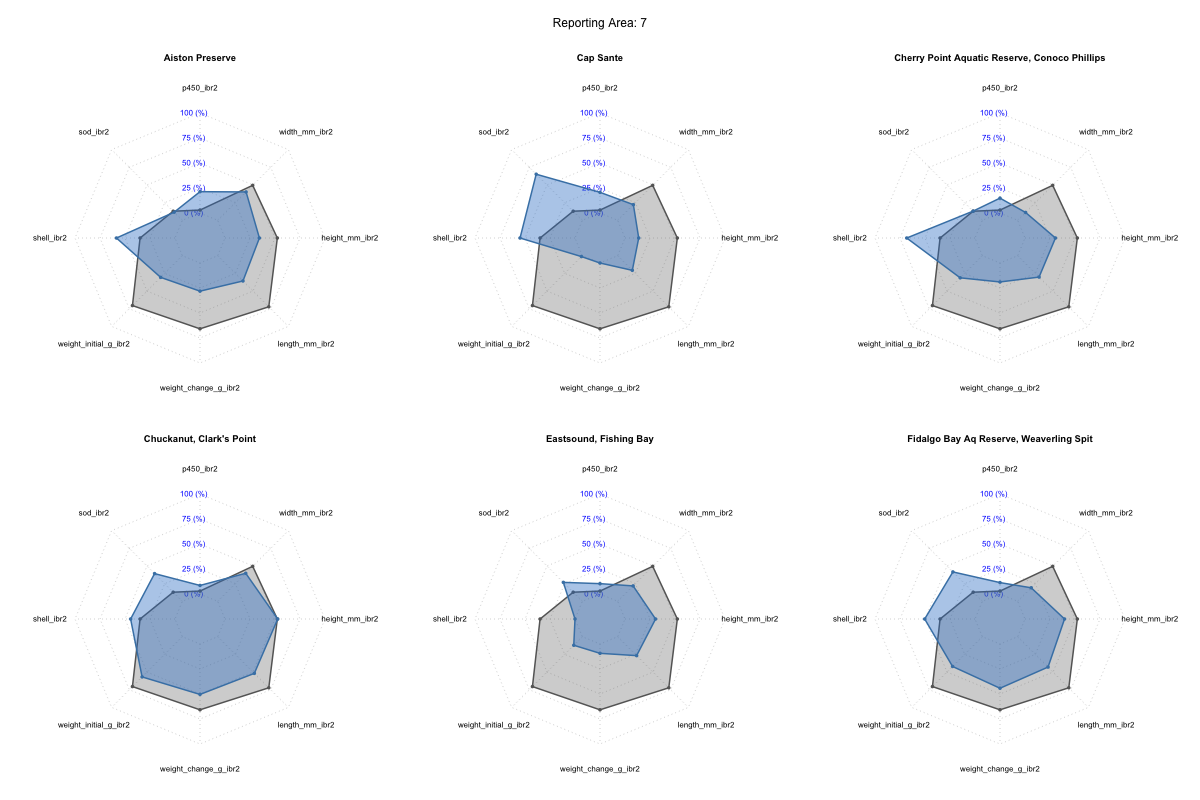 Reporting Area: 7
Aiston Preserve
p450_ibr2
100 (%)
sod_ibr2
width_mm_ibr2
75 (%)
50 (%)
25 (%)
0 (%)
shell_ibr2
height_mm_ibr2
weight_initial_g_ibr2
length_mm_ibr2
weight_change_g_ibr2
Cap Sante
p450_ibr2
100 (%)
sod_ibr2
width_mm_ibr2
75 (%)
50 (%)
25 (%)
0 (%)
shell_ibr2
height_mm_ibr2
weight_initial_g_ibr2
length_mm_ibr2
weight_change_g_ibr2
Cherry Point Aquatic Reserve, Conoco Phillips
p450_ibr2
100 (%)
sod_ibr2
width_mm_ibr2
75 (%)
50 (%)
25 (%)
0 (%)
shell_ibr2
height_mm_ibr2
weight_initial_g_ibr2
length_mm_ibr2
weight_change_g_ibr2
Chuckanut, Clark's Point
p450_ibr2
100 (%)
sod_ibr2
width_mm_ibr2
75 (%)
50 (%)
25 (%)
0 (%)
shell_ibr2
height_mm_ibr2
weight_initial_g_ibr2
length_mm_ibr2
weight_change_g_ibr2
Eastsound, Fishing Bay
p450_ibr2
100 (%)
sod_ibr2
width_mm_ibr2
75 (%)
50 (%)
25 (%)
0 (%)
shell_ibr2
height_mm_ibr2
weight_initial_g_ibr2
length_mm_ibr2
weight_change_g_ibr2
Fidalgo Bay Aq Reserve, Weaverling Spit
p450_ibr2
100 (%)
sod_ibr2
width_mm_ibr2
75 (%)
50 (%)
25 (%)
0 (%)
shell_ibr2
height_mm_ibr2
weight_initial_g_ibr2
length_mm_ibr2
weight_change_g_ibr2